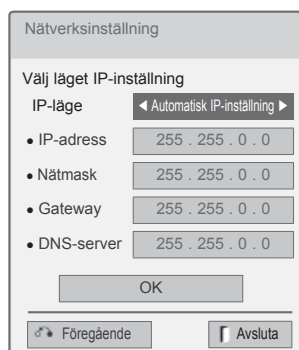 Nätverksinställning
Välj läget IP-inställning
IP-läge ◀ Automatisk IP-inställning ▶
• IP-adress 255 . 255 . 0 . 0
• Nätmask 255 . 255 . 0 . 0
• Gateway 255 . 255 . 0 . 0
• DNS-server 255 . 255 . 0 . 0
OK
Föregående Avsluta